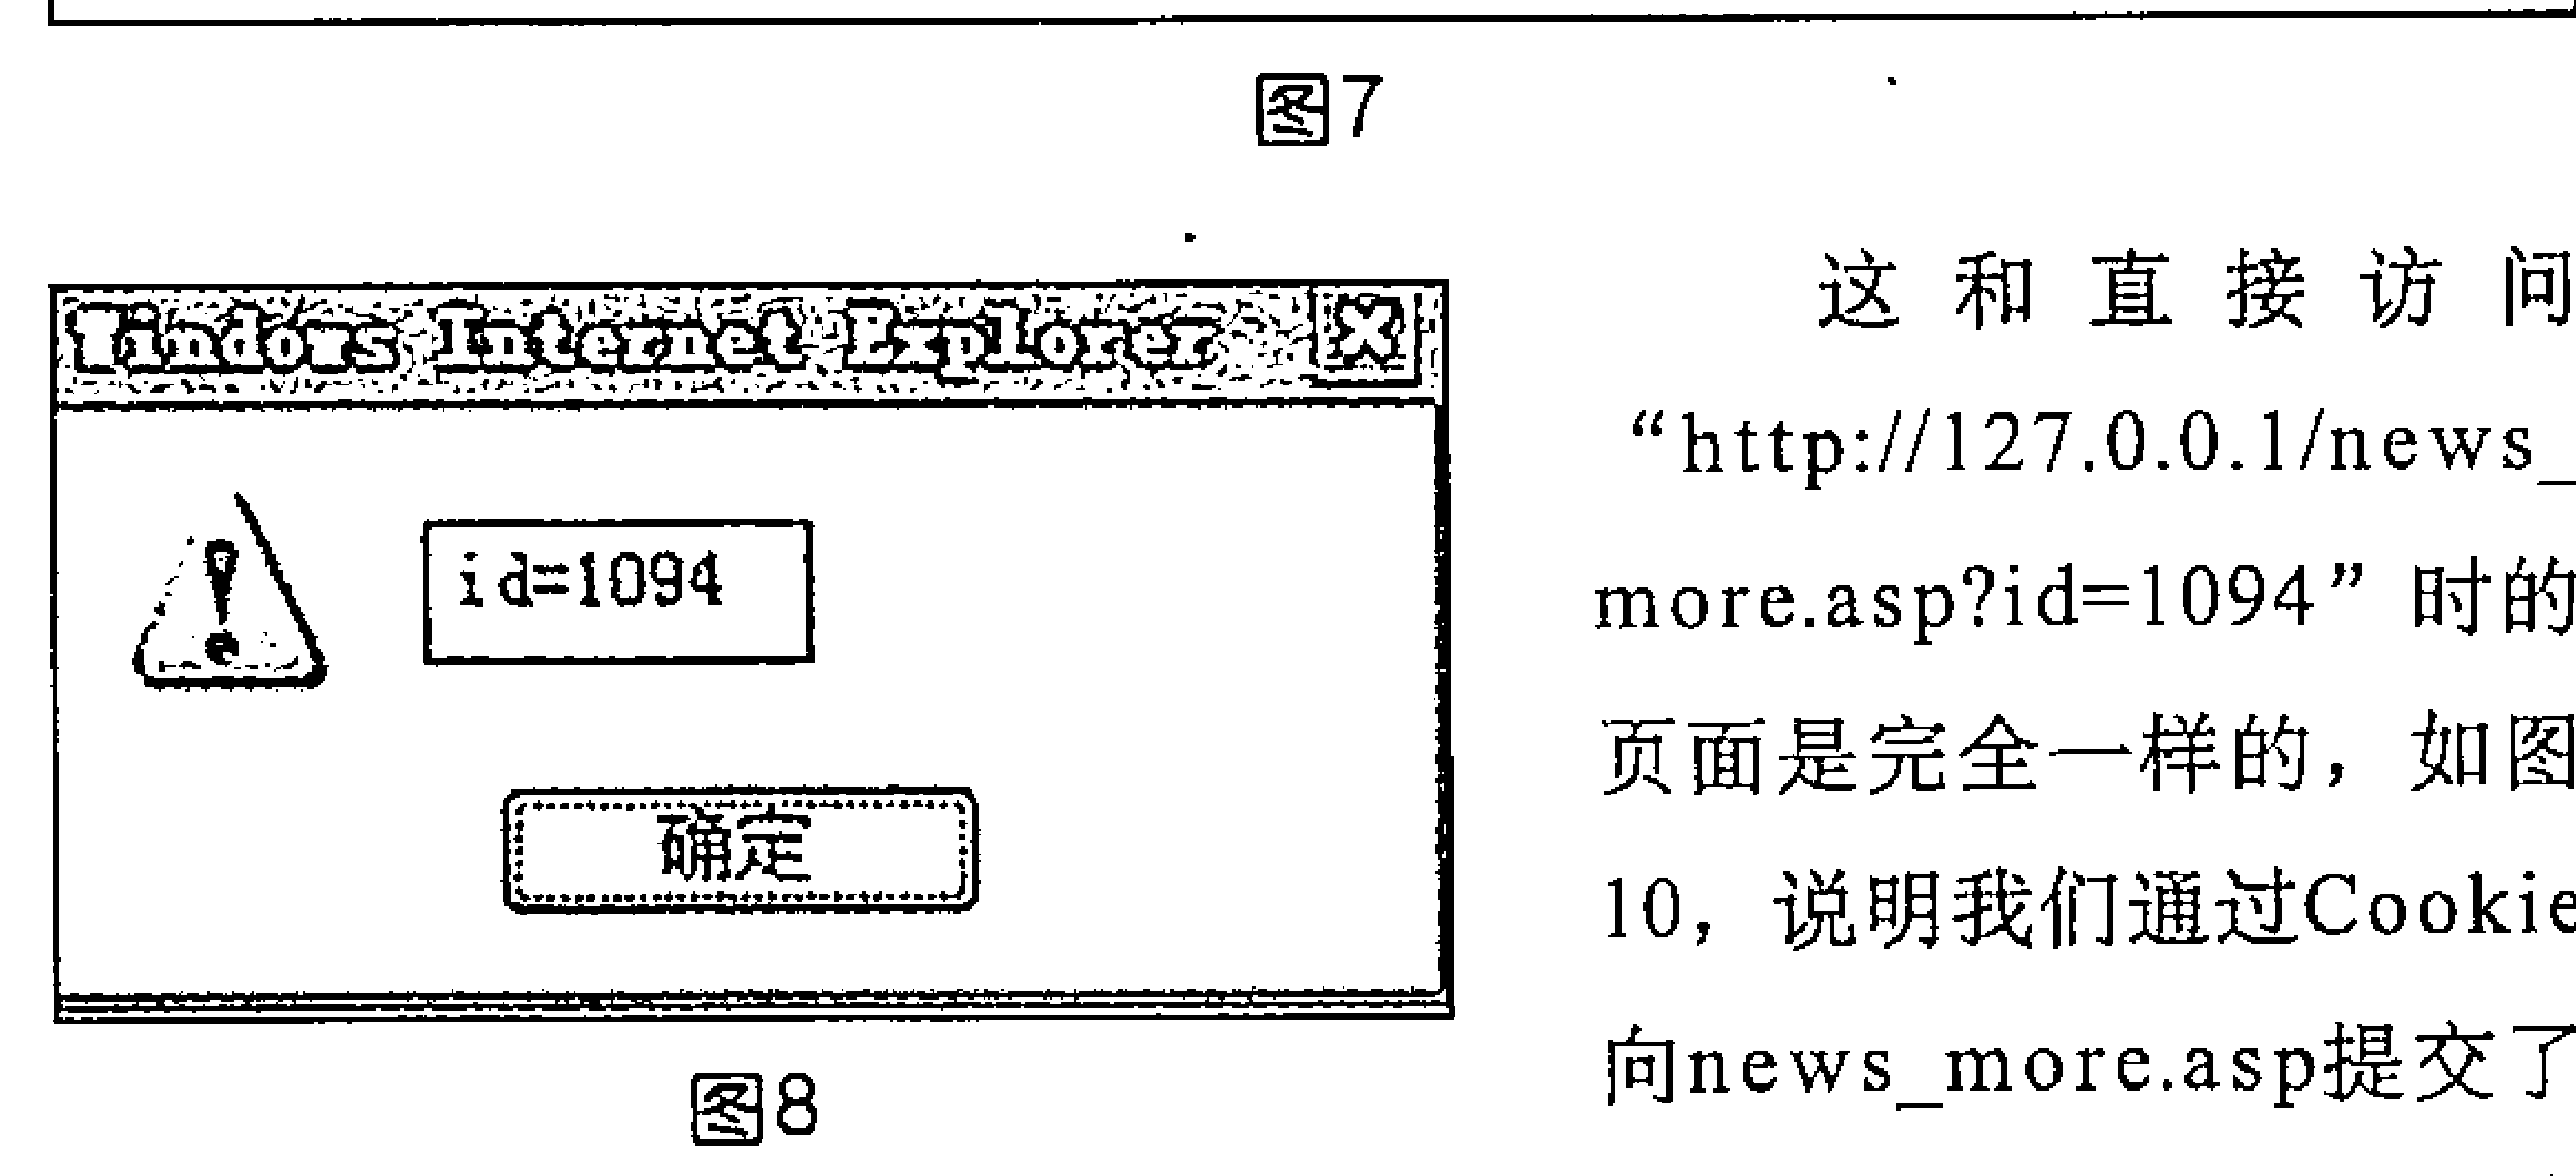 图7
Windows Internet Explorer
id=1094
确定
图8
这和直接访问
“http://127.0.0.1/news_
more.asp?id=1094”时的
页面是完全一样的，如图
10，说明我们通过Cookie
向news_more.asp提交了